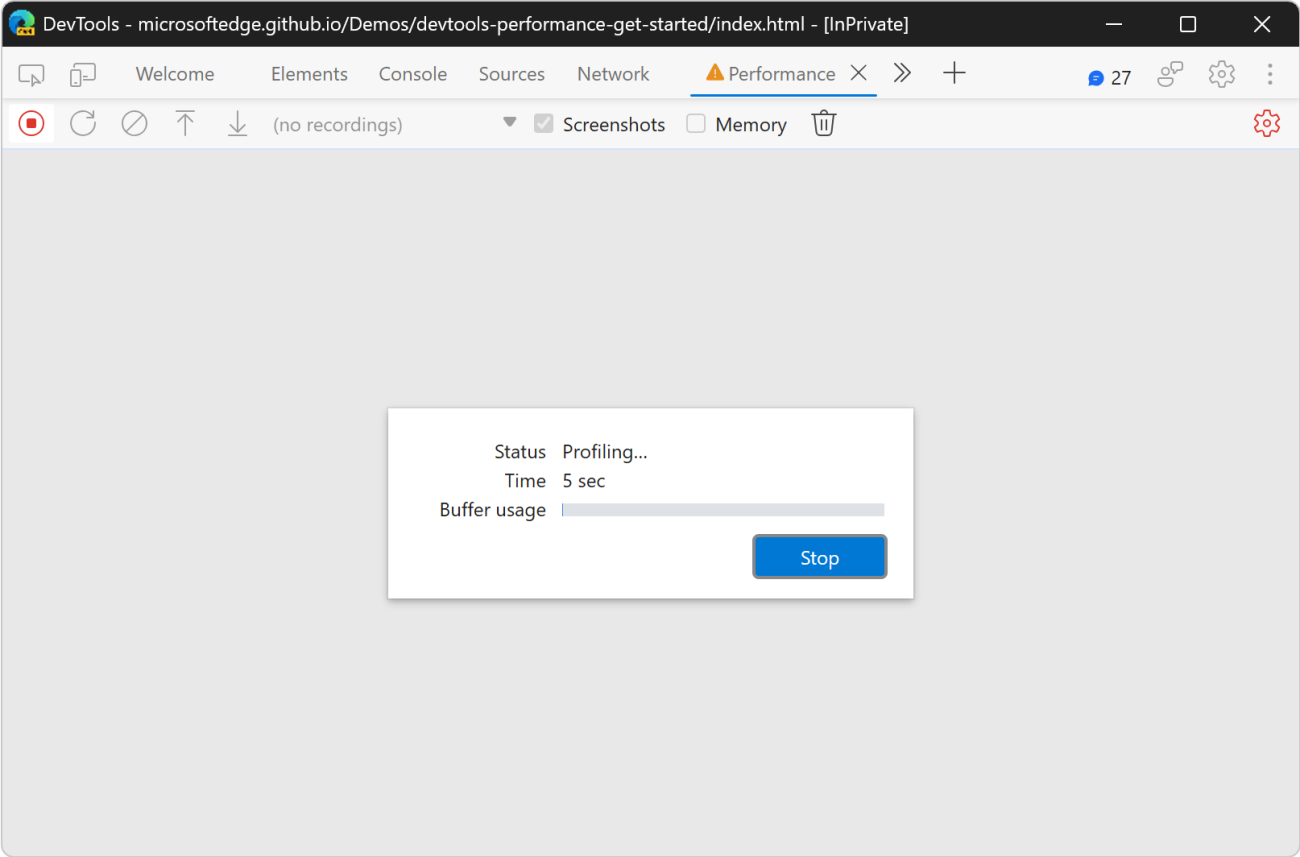 DevTools - microsoftedge.github.io/Demos/devtools-performance-get-started/index.html - [InPrivate]
Welcome Elements Console Sources Network Performance 27
(no recordings) Screenshots Memory
Status Profiling...
Time 5 sec
Buffer usage
Stop